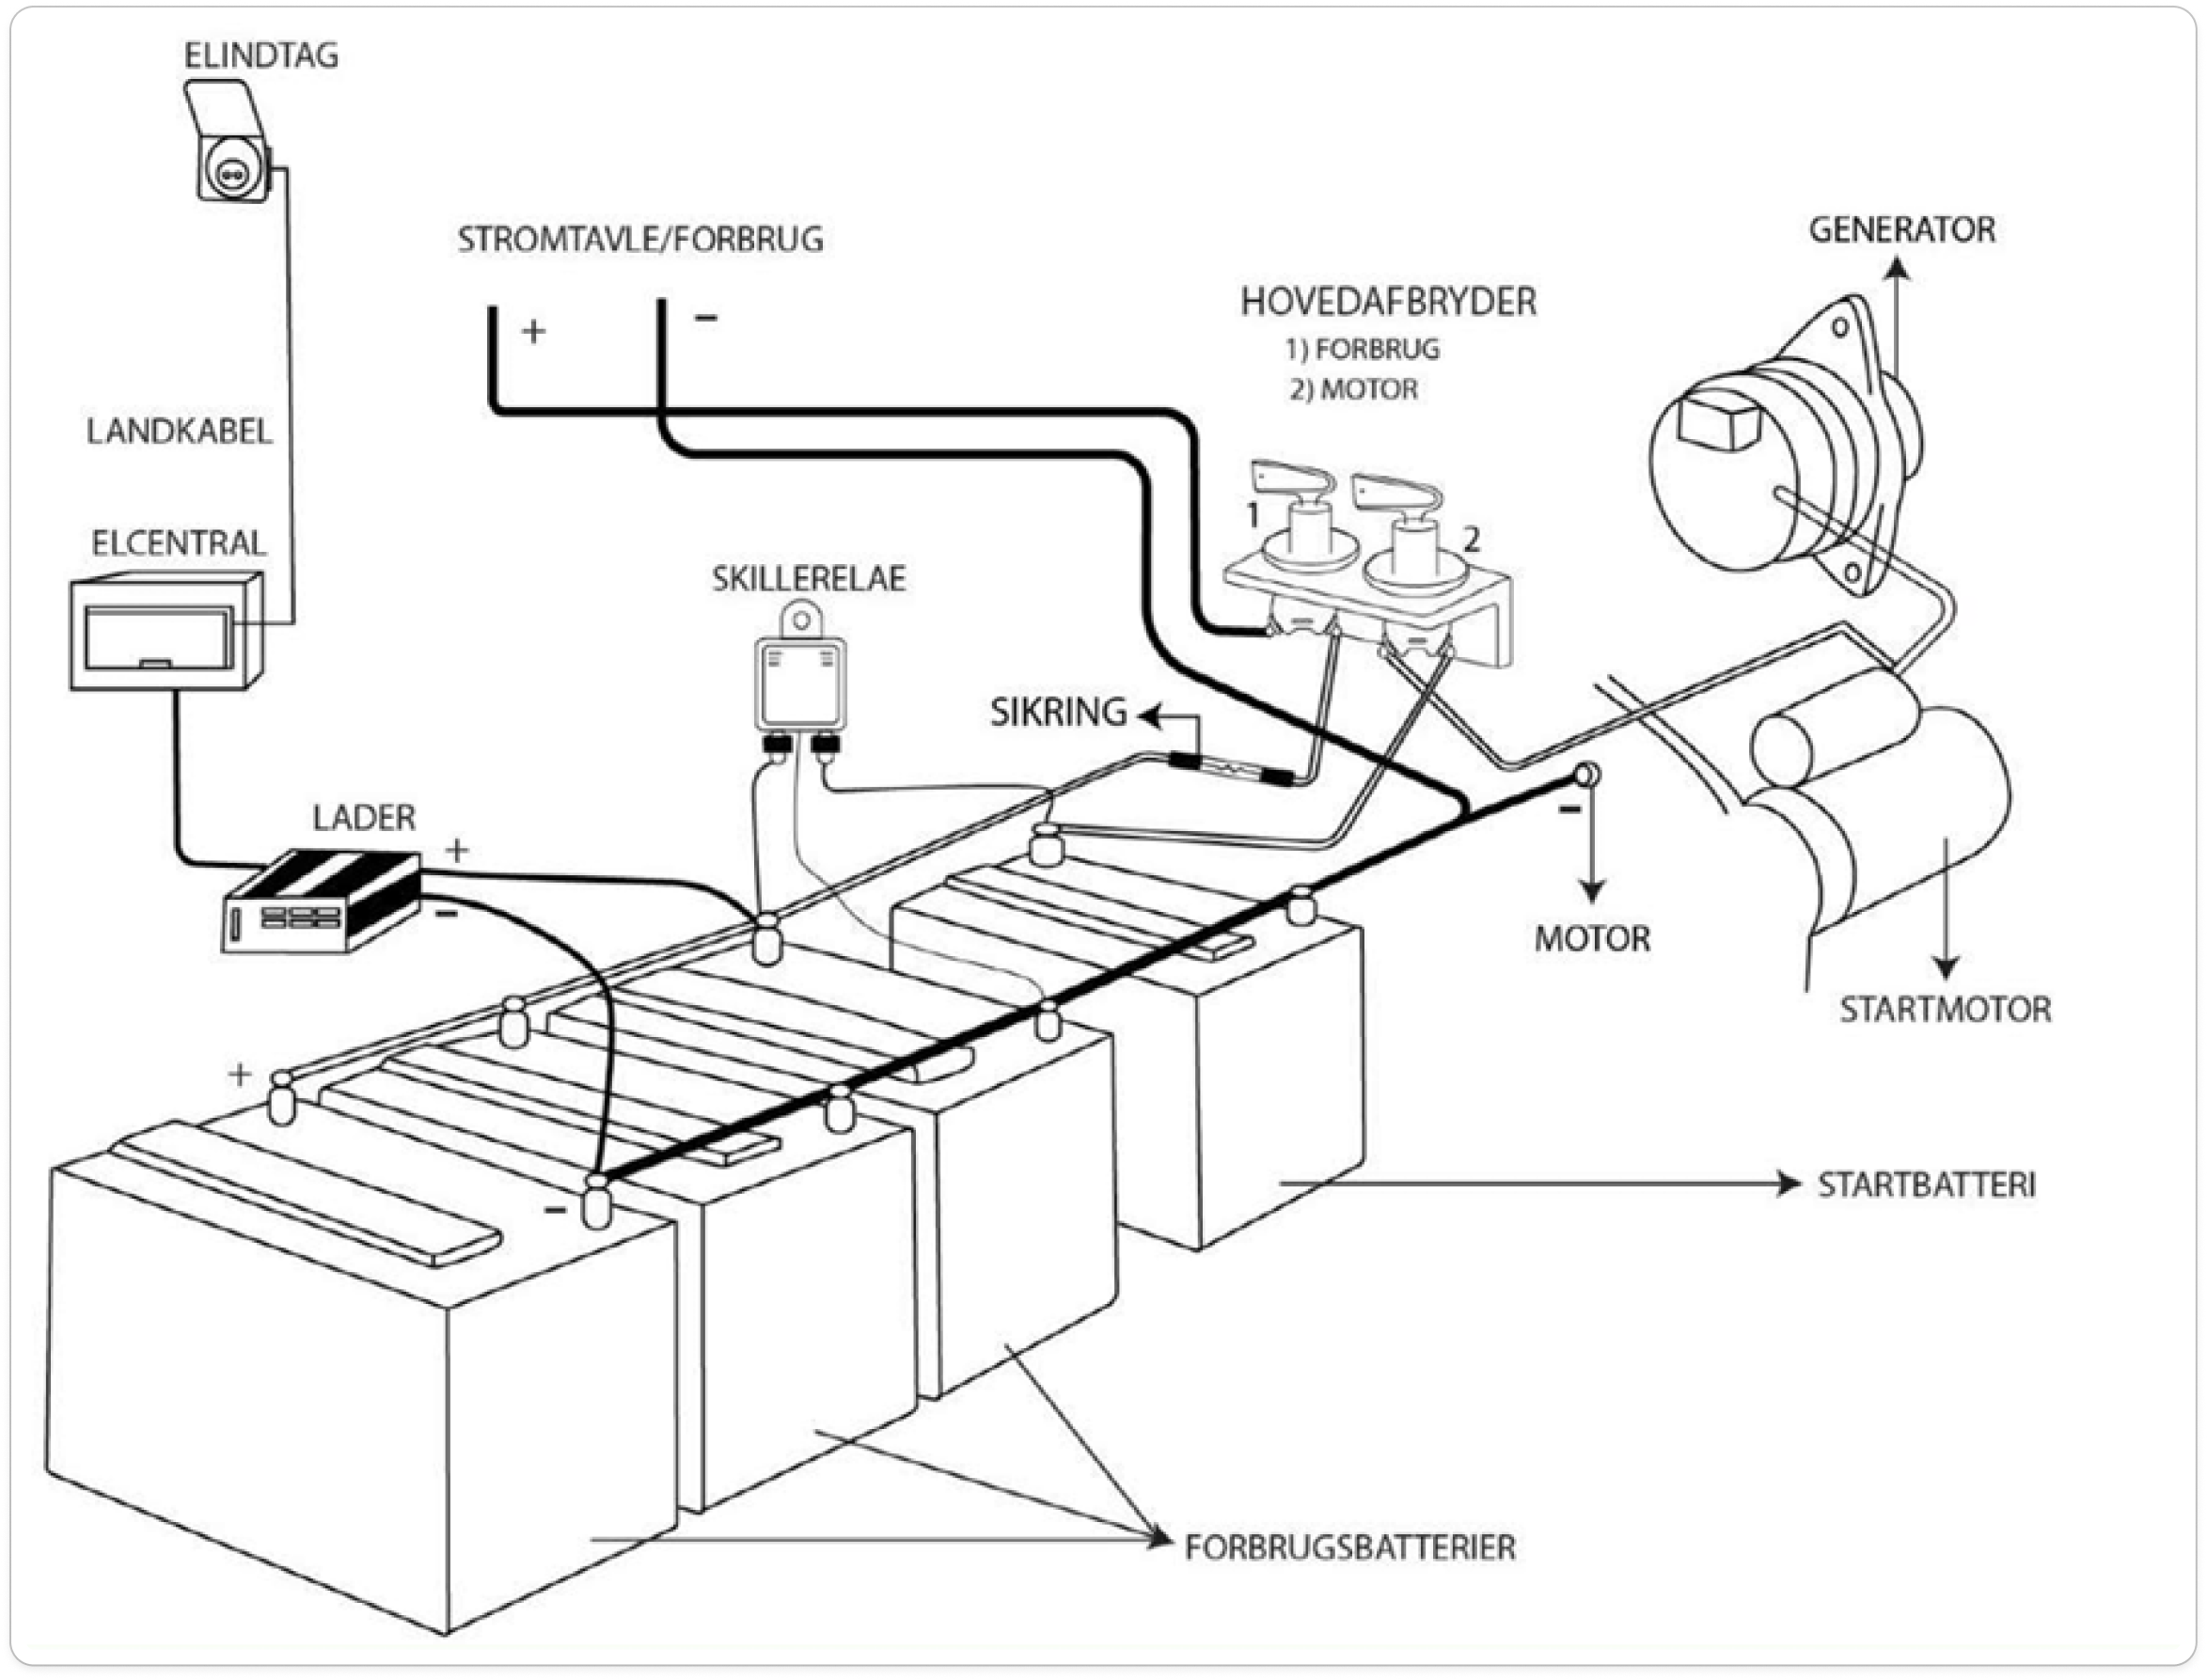 ELINDTAG
STROMTAVLE/FORBRUG
+
–
GENERATOR
HOVEDAFBRYDER
1) FORBRUG
2) MOTOR
LANDKABEL
1
2
ELCENTRAL
SKILLERELAE
SIKRING
LADER
+
–
–
MOTOR
STARTMOTOR
+
–
STARTBATTERI
FORBRUGSBATTERIER